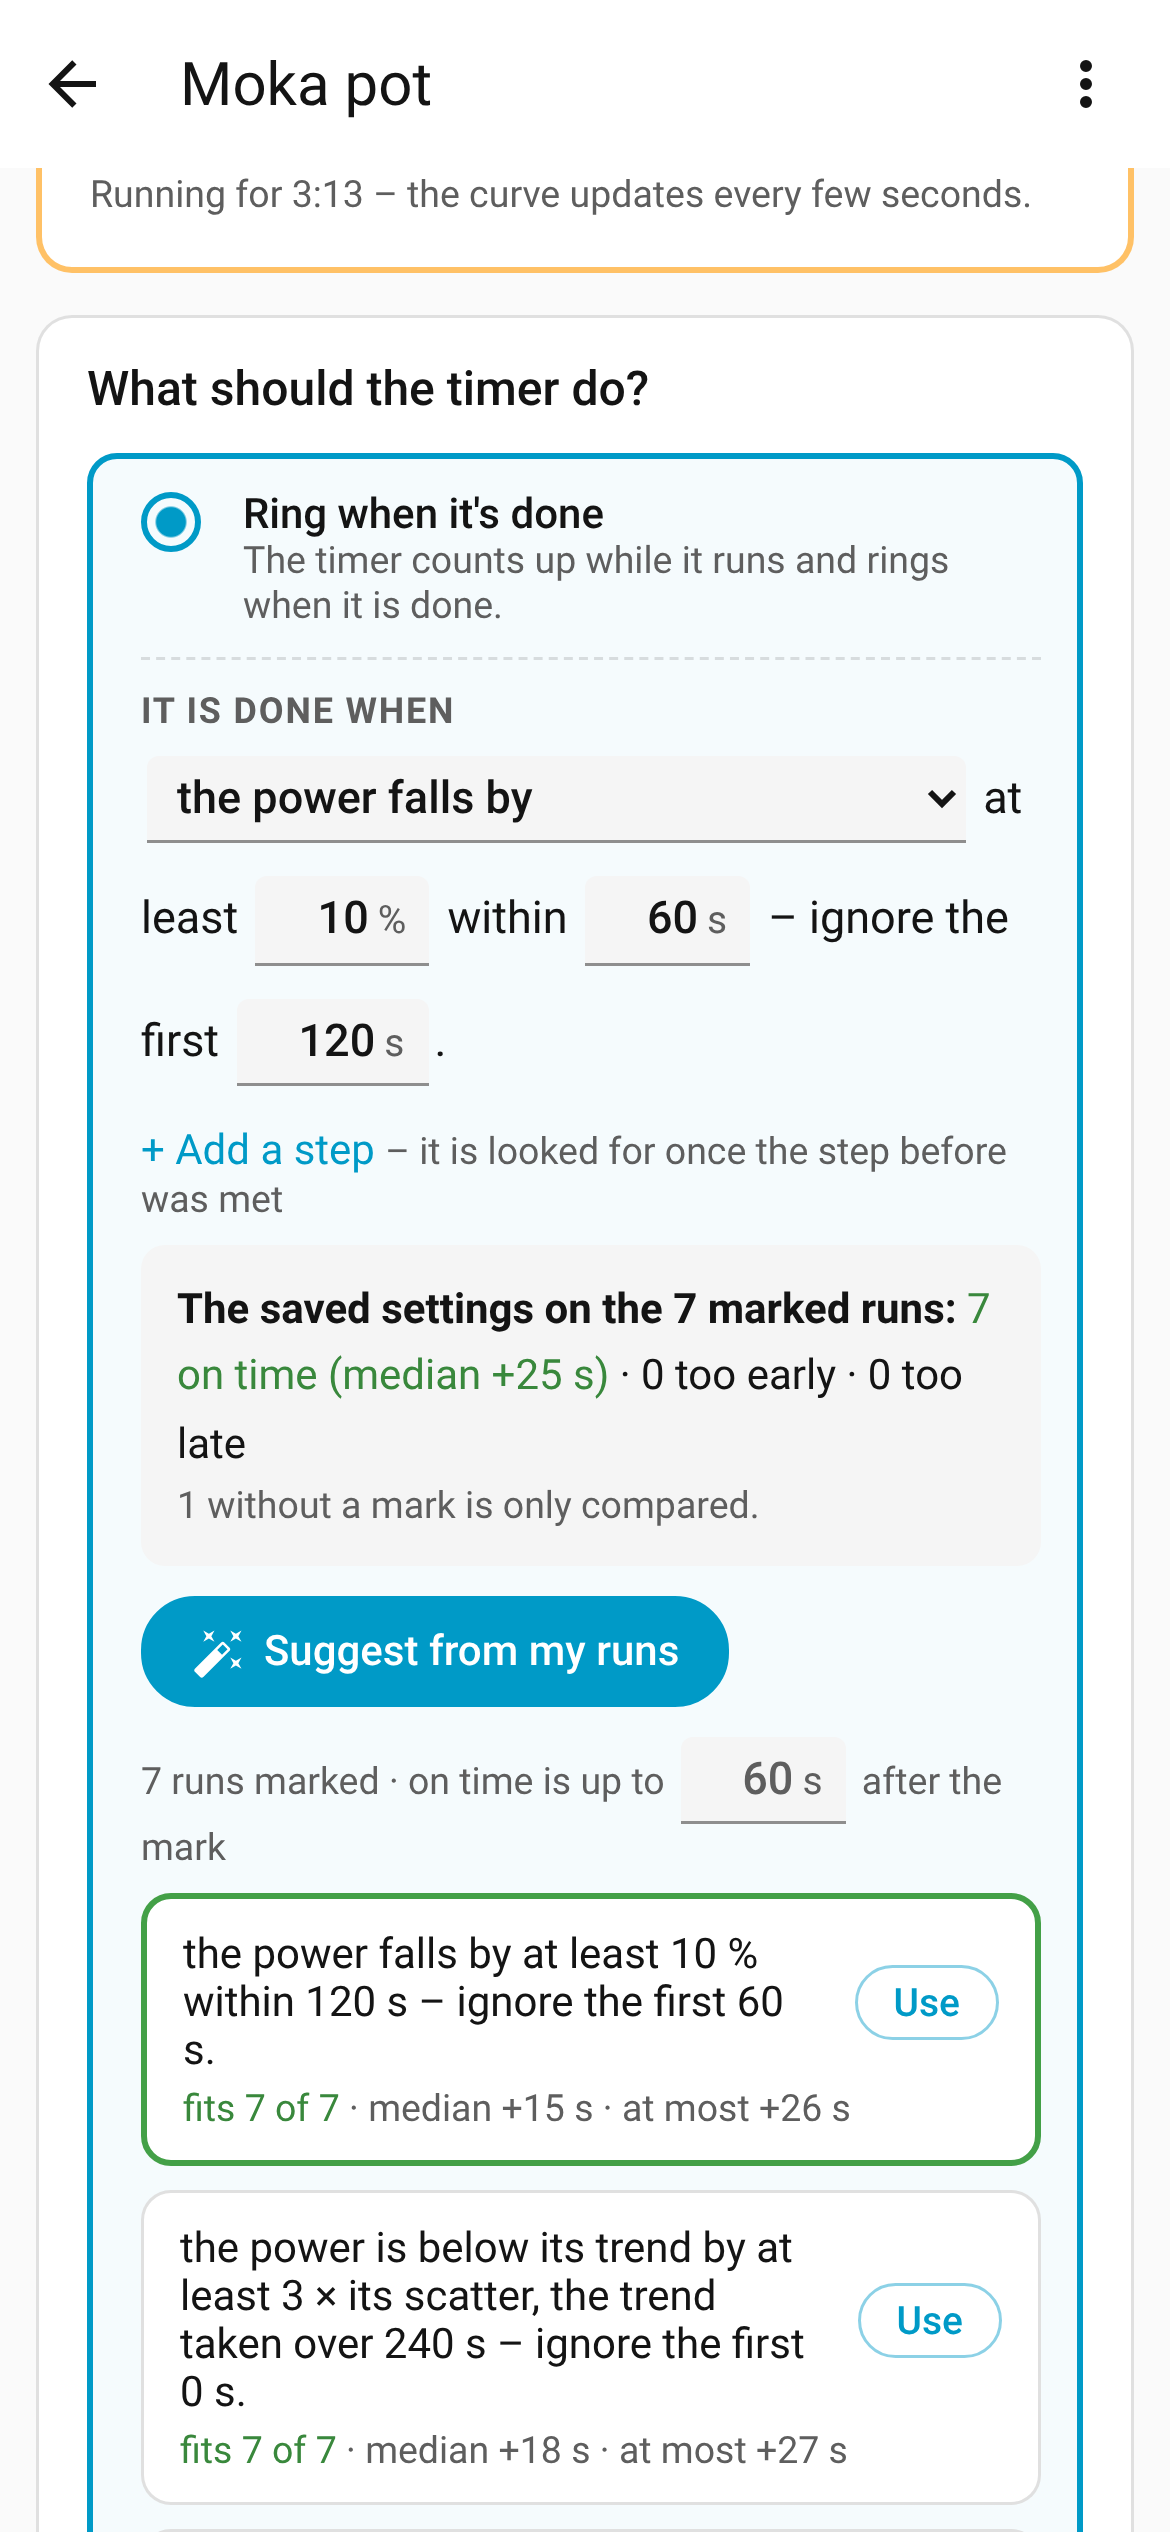 Moka pot
Running for 3:13 – the curve updates every few seconds.
What should the timer do?
Ring when it's done
The timer counts up while it runs and rings
when it is done.
IT IS DONE WHEN
the power falls by at
least 10 % within 60 s – ignore the
first 120 s .
+ Add a step – it is looked for once the step before
was met
The saved settings on the 7 marked runs: 7
on time (median +25 s) · 0 too early · 0 too
late
1 without a mark is only compared.
Suggest from my runs
7 runs marked · on time is up to 60 s after the
mark
the power falls by at least 10 %
within 120 s – ignore the first 60
s.
Use
fits 7 of 7 · median +15 s · at most +26 s
the power is below its trend by at
least 3 × its scatter, the trend
taken over 240 s – ignore the first
0 s.
Use
fits 7 of 7 · median +18 s · at most +27 s